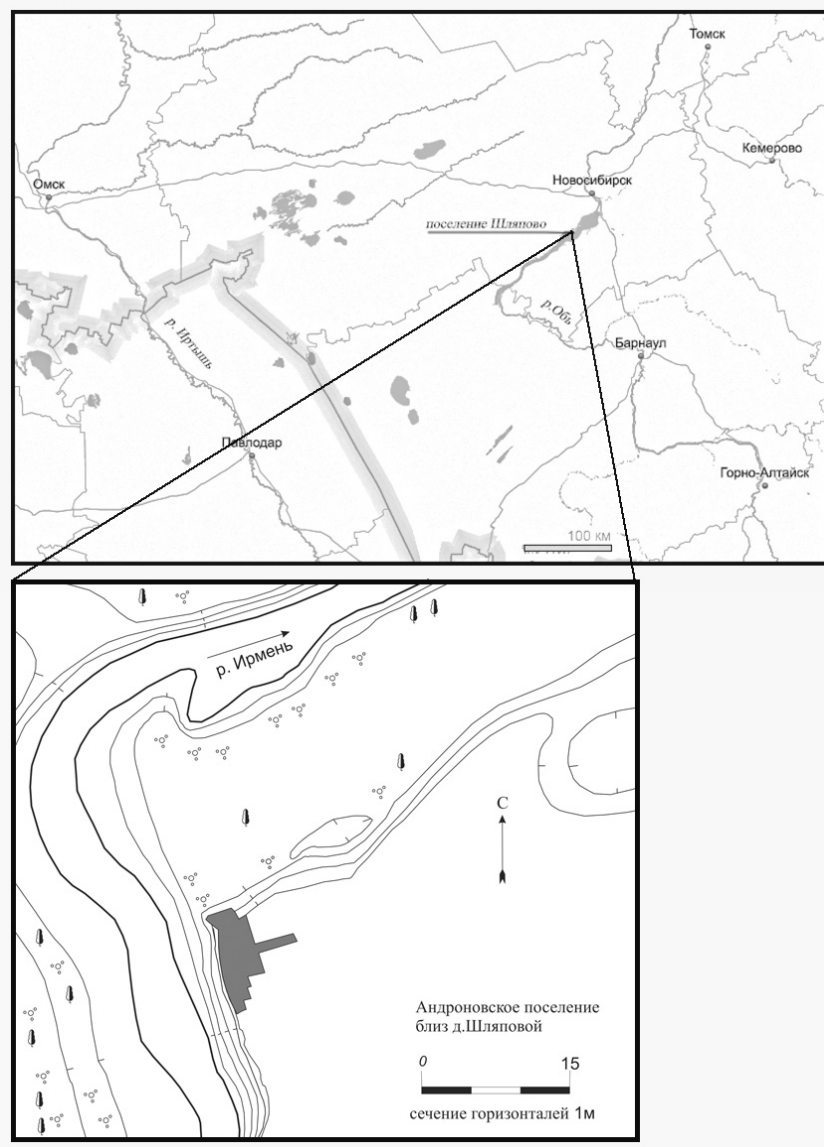 Томск
Кемерово
Омск
Новосибирск
поселение Шляпово
р.Обь
р. Иртышь
Барнаул
Павлодар
Горно-Алтайск
100 км
р. Ирмень
С
Андроновское поселение
близ д.Шляповой
0 15
сечение горизонталей 1м